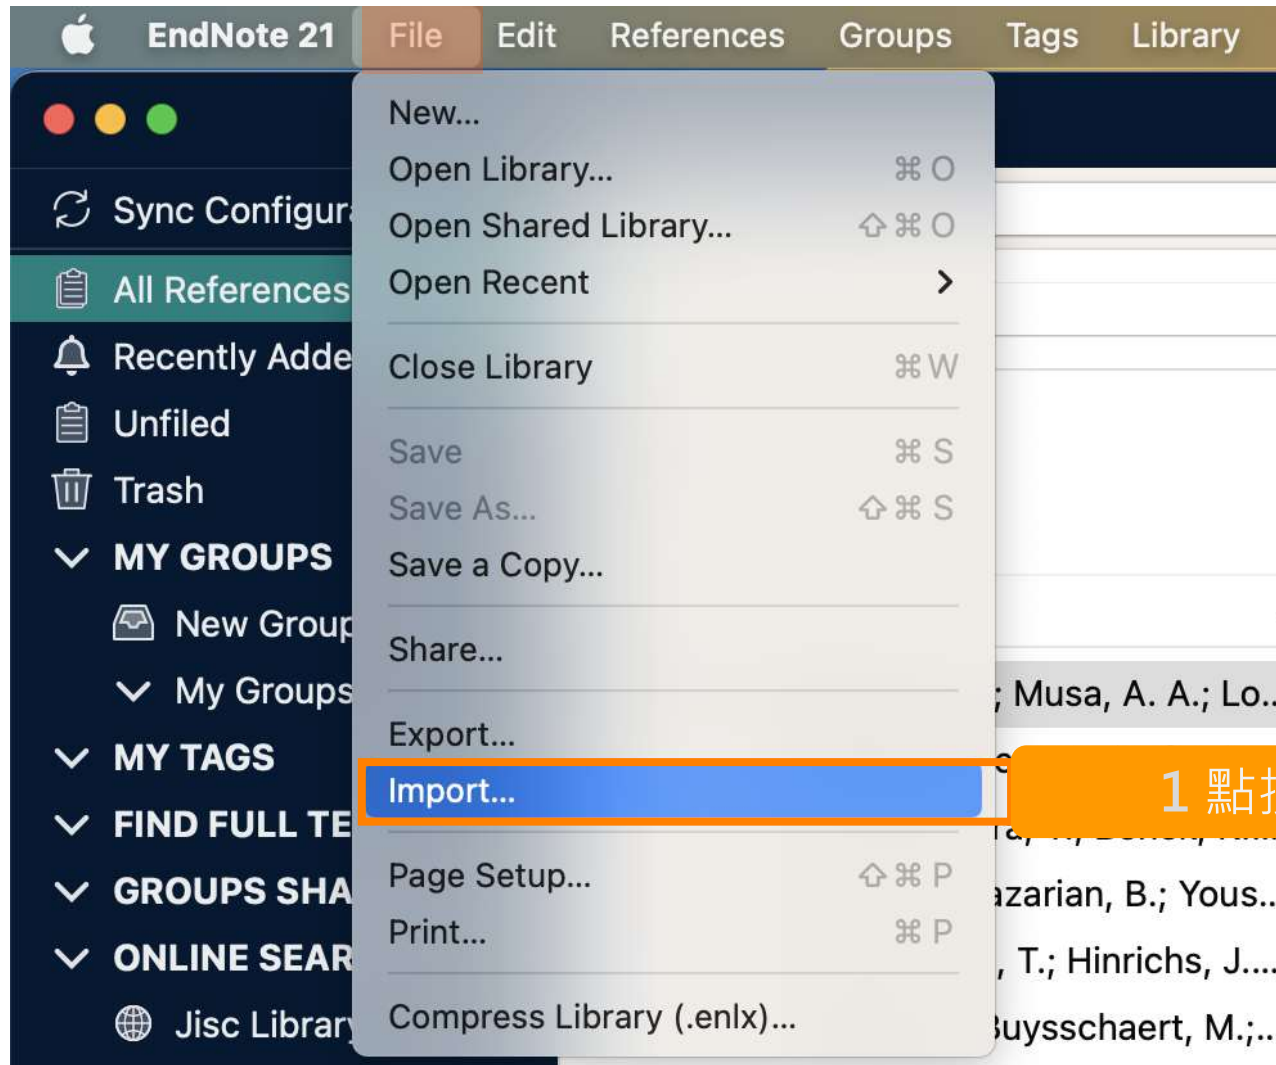 EndNote 21 File Edit References Groups Tags Library
New...
Open Library... ⌘ O
Sync Configur
Open Shared Library... ⇧ ⌘ O
All References
Open Recent >
Recently Adde
Close Library ⌘ W
Unfiled
Save ⌘ S
Trash
Save As... ⇧ ⌘ S
MY GROUPS
Save a Copy...
New Group
Share...
My Groups
; Musa, A. A.; Lo..
Export...
MY TAGS
Import...
1 點
FIND FULL TE
Page Setup... ⇧ ⌘ P
GROUPS SHA
azarian, B.; Yous..
Print... ⌘ P
ONLINE SEAR
, T.; Hinrichs, J....
Compress Library (.enlx)...
Jisc Library
Buysschaert, M.;..